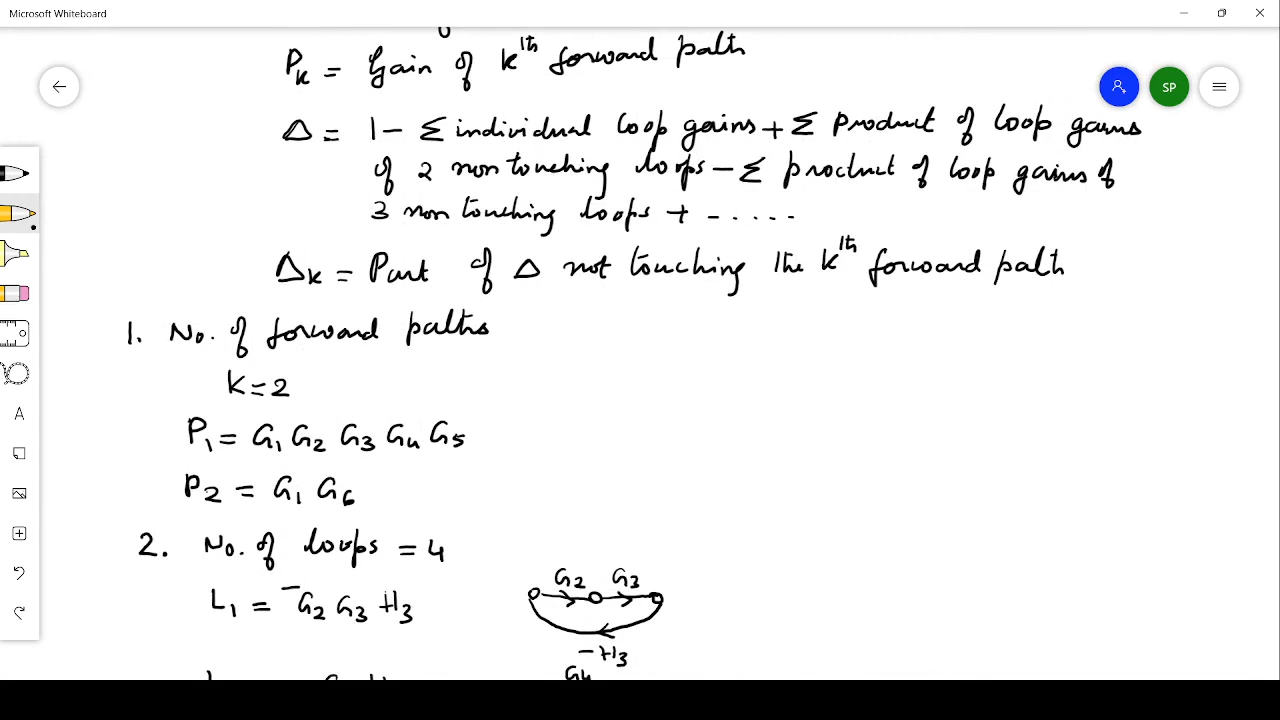 Microsoft Whiteboard
Pk = Gain of kth forward path
SP
Δ = 1 - Σ individual loop gains + Σ product of loop gains
of 2 non touching loops - Σ product of loop gains of
3 non touching loops + - . . . .
Δk = Part of Δ not touching the kth forward path
1. No. of forward paths
K=2
P1 = G1 G2 G3 G4 G5
P2 = G1 G6
A
2. No. of loops = 4
G2 G3
L1 = -G2 G3 H3
-H3
G4